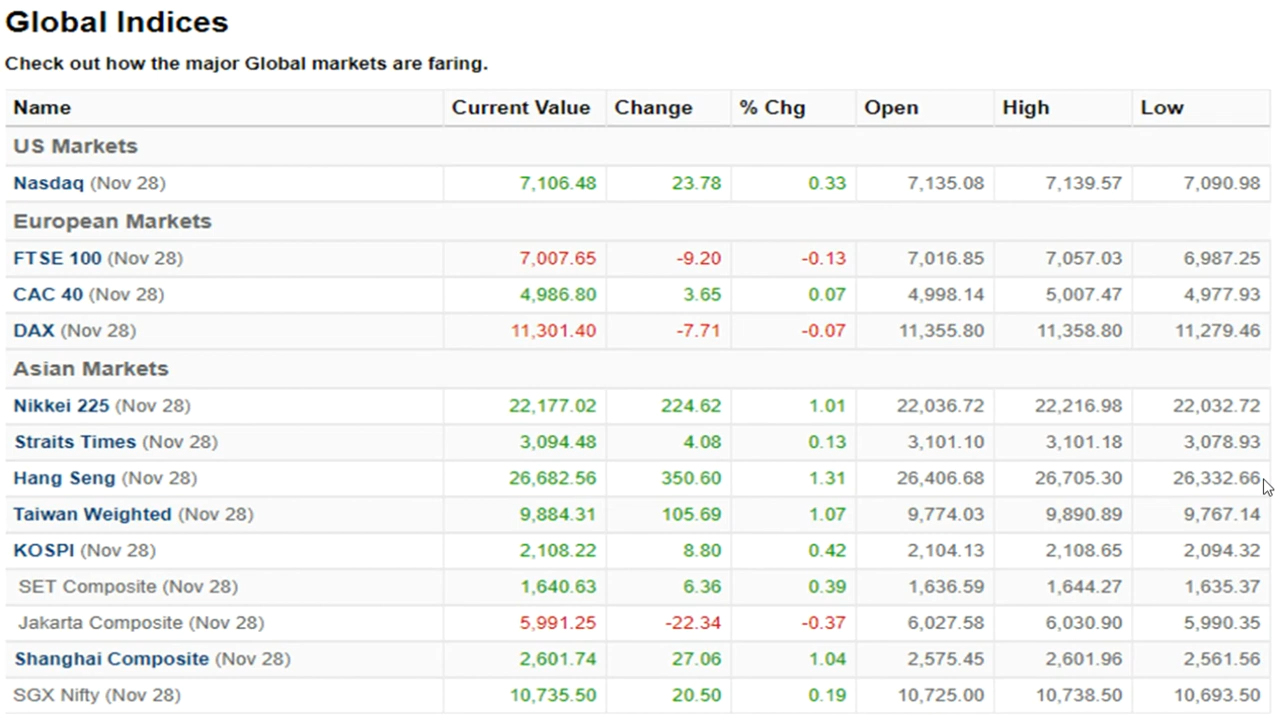 Global Indices
Check out how the major Global markets are faring.
Name Current Value Change % Chg Open High Low
US Markets
Nasdaq (Nov 28) 7,106.48 23.78 0.33 7,135.08 7,139.57 7,090.98
European Markets
FTSE 100 (Nov 28) 7,007.65 -9.20 -0.13 7,016.85 7,057.03 6,987.25
CAC 40 (Nov 28) 4,986.80 3.65 0.07 4,998.14 5,007.47 4,977.93
DAX (Nov 28) 11,301.40 -7.71 -0.07 11,355.80 11,358.80 11,279.46
Asian Markets
Nikkei 225 (Nov 28) 22,177.02 224.62 1.01 22,036.72 22,216.98 22,032.72
Straits Times (Nov 28) 3,094.48 4.08 0.13 3,101.10 3,101.18 3,078.93
Hang Seng (Nov 28) 26,682.56 350.60 1.31 26,406.68 26,705.30 26,332.66
Taiwan Weighted (Nov 28) 9,884.31 105.69 1.07 9,774.03 9,890.89 9,767.14
KOSPI (Nov 28) 2,108.22 8.80 0.42 2,104.13 2,108.65 2,094.32
SET Composite (Nov 28) 1,640.63 6.36 0.39 1,636.59 1,644.27 1,635.37
Jakarta Composite (Nov 28) 5,991.25 -22.34 -0.37 6,027.58 6,030.90 5,990.35
Shanghai Composite (Nov 28) 2,601.74 27.06 1.04 2,575.45 2,601.96 2,561.56
SGX Nifty (Nov 28) 10,735.50 20.50 0.19 10,725.00 10,738.50 10,693.50